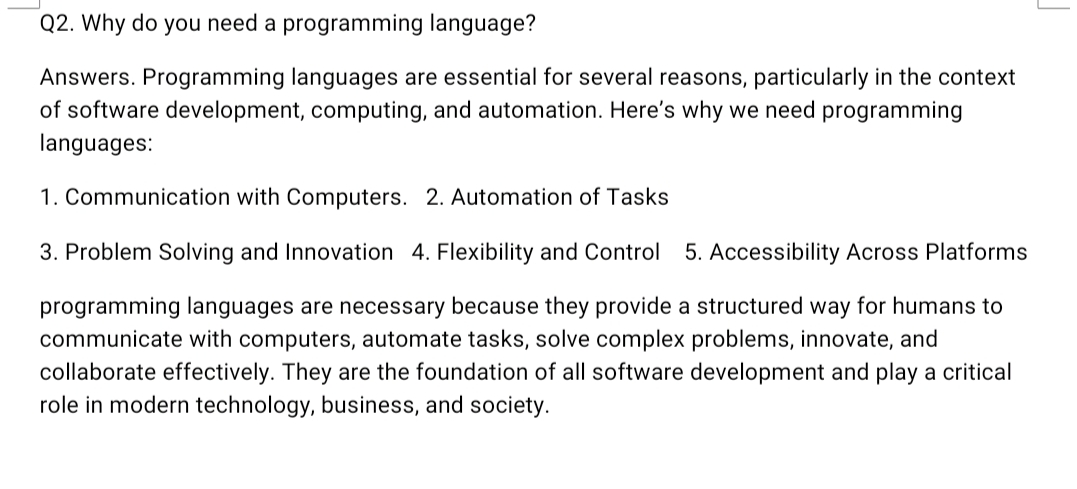 Q2. Why do you need a programming language?
Answers. Programming languages are essential for several reasons, particularly in the context
of software development, computing, and automation. Here’s why we need programming
languages:
1. Communication with Computers.   2. Automation of Tasks
3. Problem Solving and Innovation   4. Flexibility and Control    5. Accessibility Across Platforms
programming languages are necessary because they provide a structured way for humans to
communicate with computers, automate tasks, solve complex problems, innovate, and
collaborate effectively. They are the foundation of all software development and play a critical
role in modern technology, business, and society.